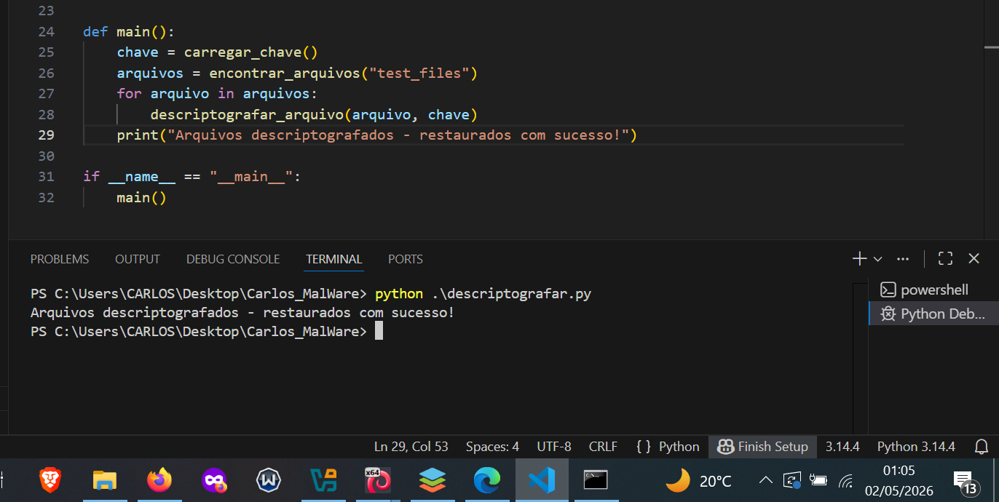 23
24 def main():
25 chave = carregar_chave()
26 arquivos = encontrar_arquivos("test_files")
27 for arquivo in arquivos:
28 descriptografar_arquivo(arquivo, chave)
29 print("Arquivos descriptografados - restaurados com sucesso!")
30
31 if __name__ == "__main__":
32 main()
PROBLEMS OUTPUT DEBUG CONSOLE TERMINAL PORTS
PS C:\Users\CARLOS\Desktop\Carlos_MalWare> python .\descriptografar.py
Arquivos descriptografados - restaurados com sucesso!
PS C:\Users\CARLOS\Desktop\Carlos_MalWare>
powershell
Python Deb...
Ln 29, Col 53 Spaces: 4 UTF-8 CRLF { } Python Finish Setup 3.14.4 Python 3.14.4
x64
20°C
01:05
02/05/2026
13